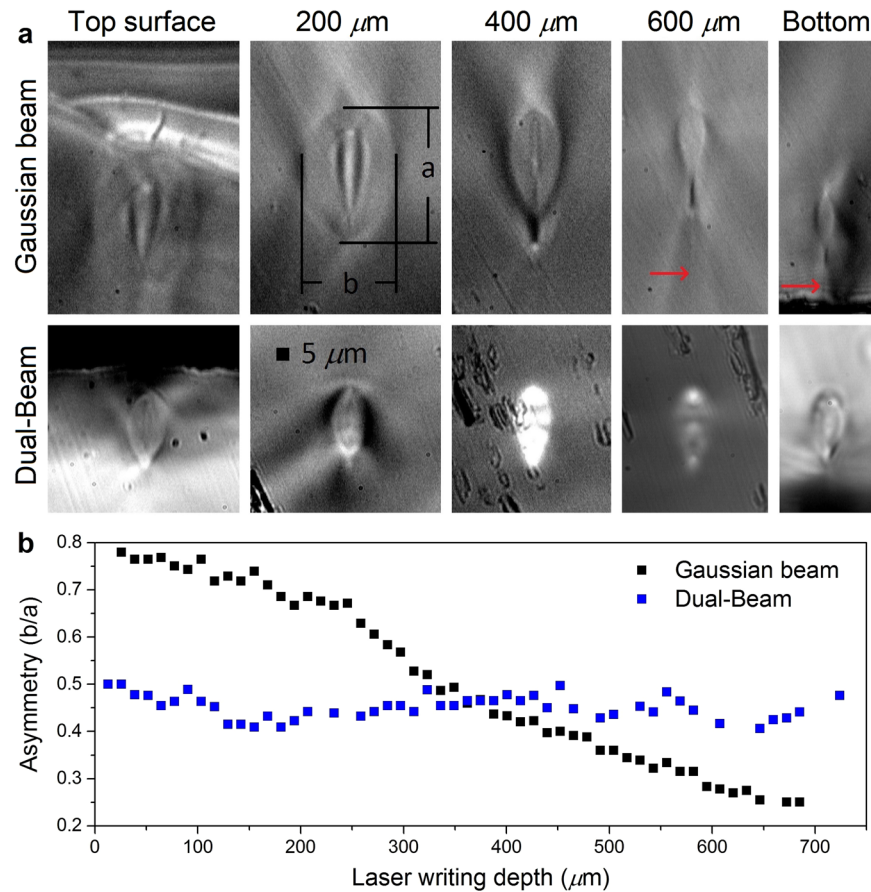 a
Top surface 200 μm 400 μm 600 μm Bottom
Gaussian beam
a
b
Dual-Beam
5 μm
b
Asymmetry (b/a)
0.8
0.7
0.6
0.5
0.4
0.3
0.2
Gaussian beam
Dual-Beam
0 100 200 300 400 500 600 700
Laser writing depth (μm)